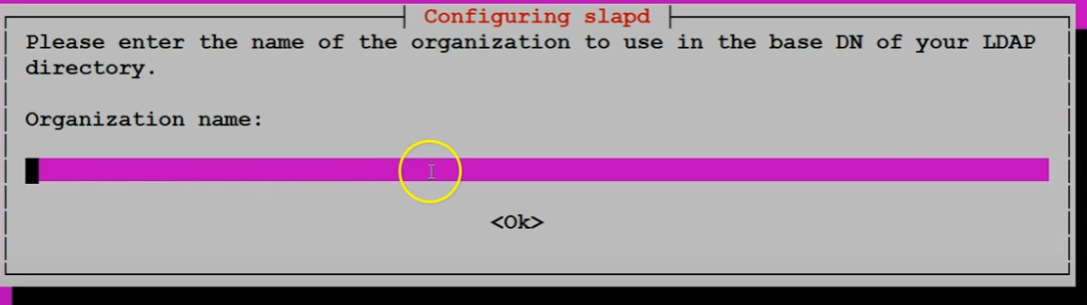 Configuring slapd
Please enter the name of the organization to use in the base DN of your LDAP
directory.
Organization name:
<Ok>